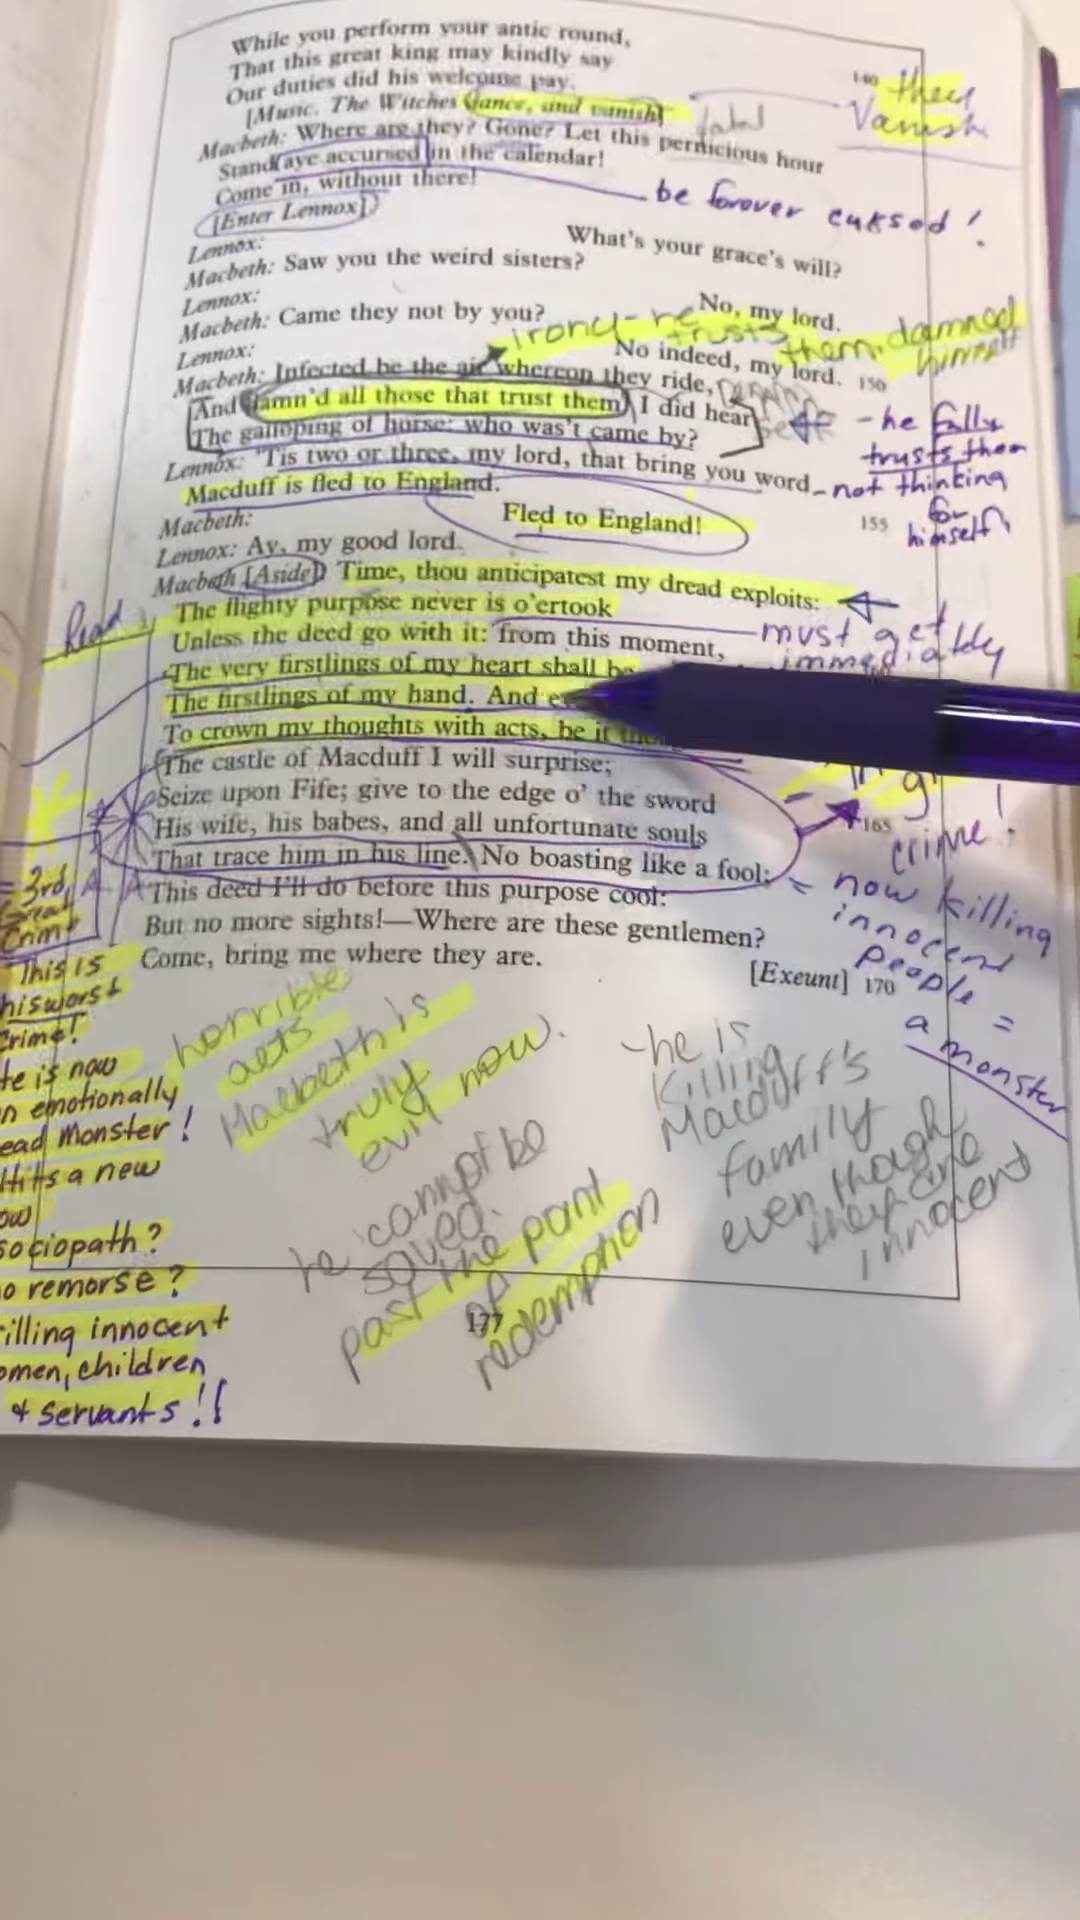 While you perform your antic round,
That this great king may kindly say
Our duties did his welcome pay. 140
[Music. The Witches dance, and vanish]
they
Vanish
fatal
Macbeth: Where are they? Gone? Let this pernicious hour
Stand aye accursed in the calendar!
Come in, without there!
be forover cuksed!
[Enter Lennox]
Lennox: What's your grace's will?
Macbeth: Saw you the weird sisters?
Lennox: No, my lord.
Macbeth: Came they not by you?
irony - he
trusts
them. damned
himself
Lennox: No indeed, my lord. 150
Macbeth: Infected be the air whereon they ride,
And damn'd all those that trust them! I did hear
The galloping of horse: who was't came by?
- he fally
trusts them
- not thinking
for
himself
Lennox: 'Tis two or three, my lord, that bring you word
Macduff is fled to England.
Macbeth: Fled to England! 155
Lennox: Ay, my good lord.
Macbeth [Aside] Time, thou anticipatest my dread exploits:
Read
The flighty purpose never is o'ertook
Unless the deed go with it: from this moment,
must get
immediatly
The very firstlings of my heart shall be
The firstlings of my hand. And
To crown my thoughts with acts, be it
The castle of Macduff I will surprise;
Seize upon Fife; give to the edge o' the sword
His wife, his babes, and all unfortunate souls 165
That trace him in his line. No boasting like a fool;
This deed I'll do before this purpose cool:
But no more sights!—Where are these gentlemen?
Come, bring me where they are.
[Exeunt] 170
crime!
= now killing
innocent
people =
a monster
= 3rd
Great
Crime
This is
his worst
Crime!
is now
emotionally
Monster!
a new
sociopath?
remorse?
innocent
children
+ servants!!
horrible
acts
Macbeth is
truly
evil now.
he cannot be
saved.
past the point
of
redemption
- he is
killing
Macduff's
family
even though
they are
innocent
177